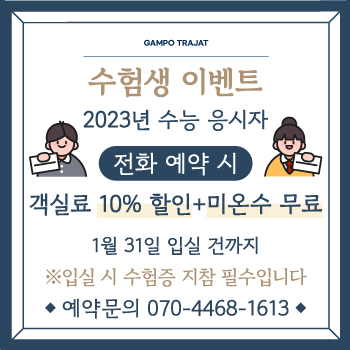 GAMPO TRAJAT
수험생 이벤트
2023년 수능 응시자
전화 예약 시
객실료 10% 할인+미온수 무료
1월 31일 입실 건까지
※입실 시 수험증 지참 필수입니다
◆ 예약문의 070-4468-1613 ◆